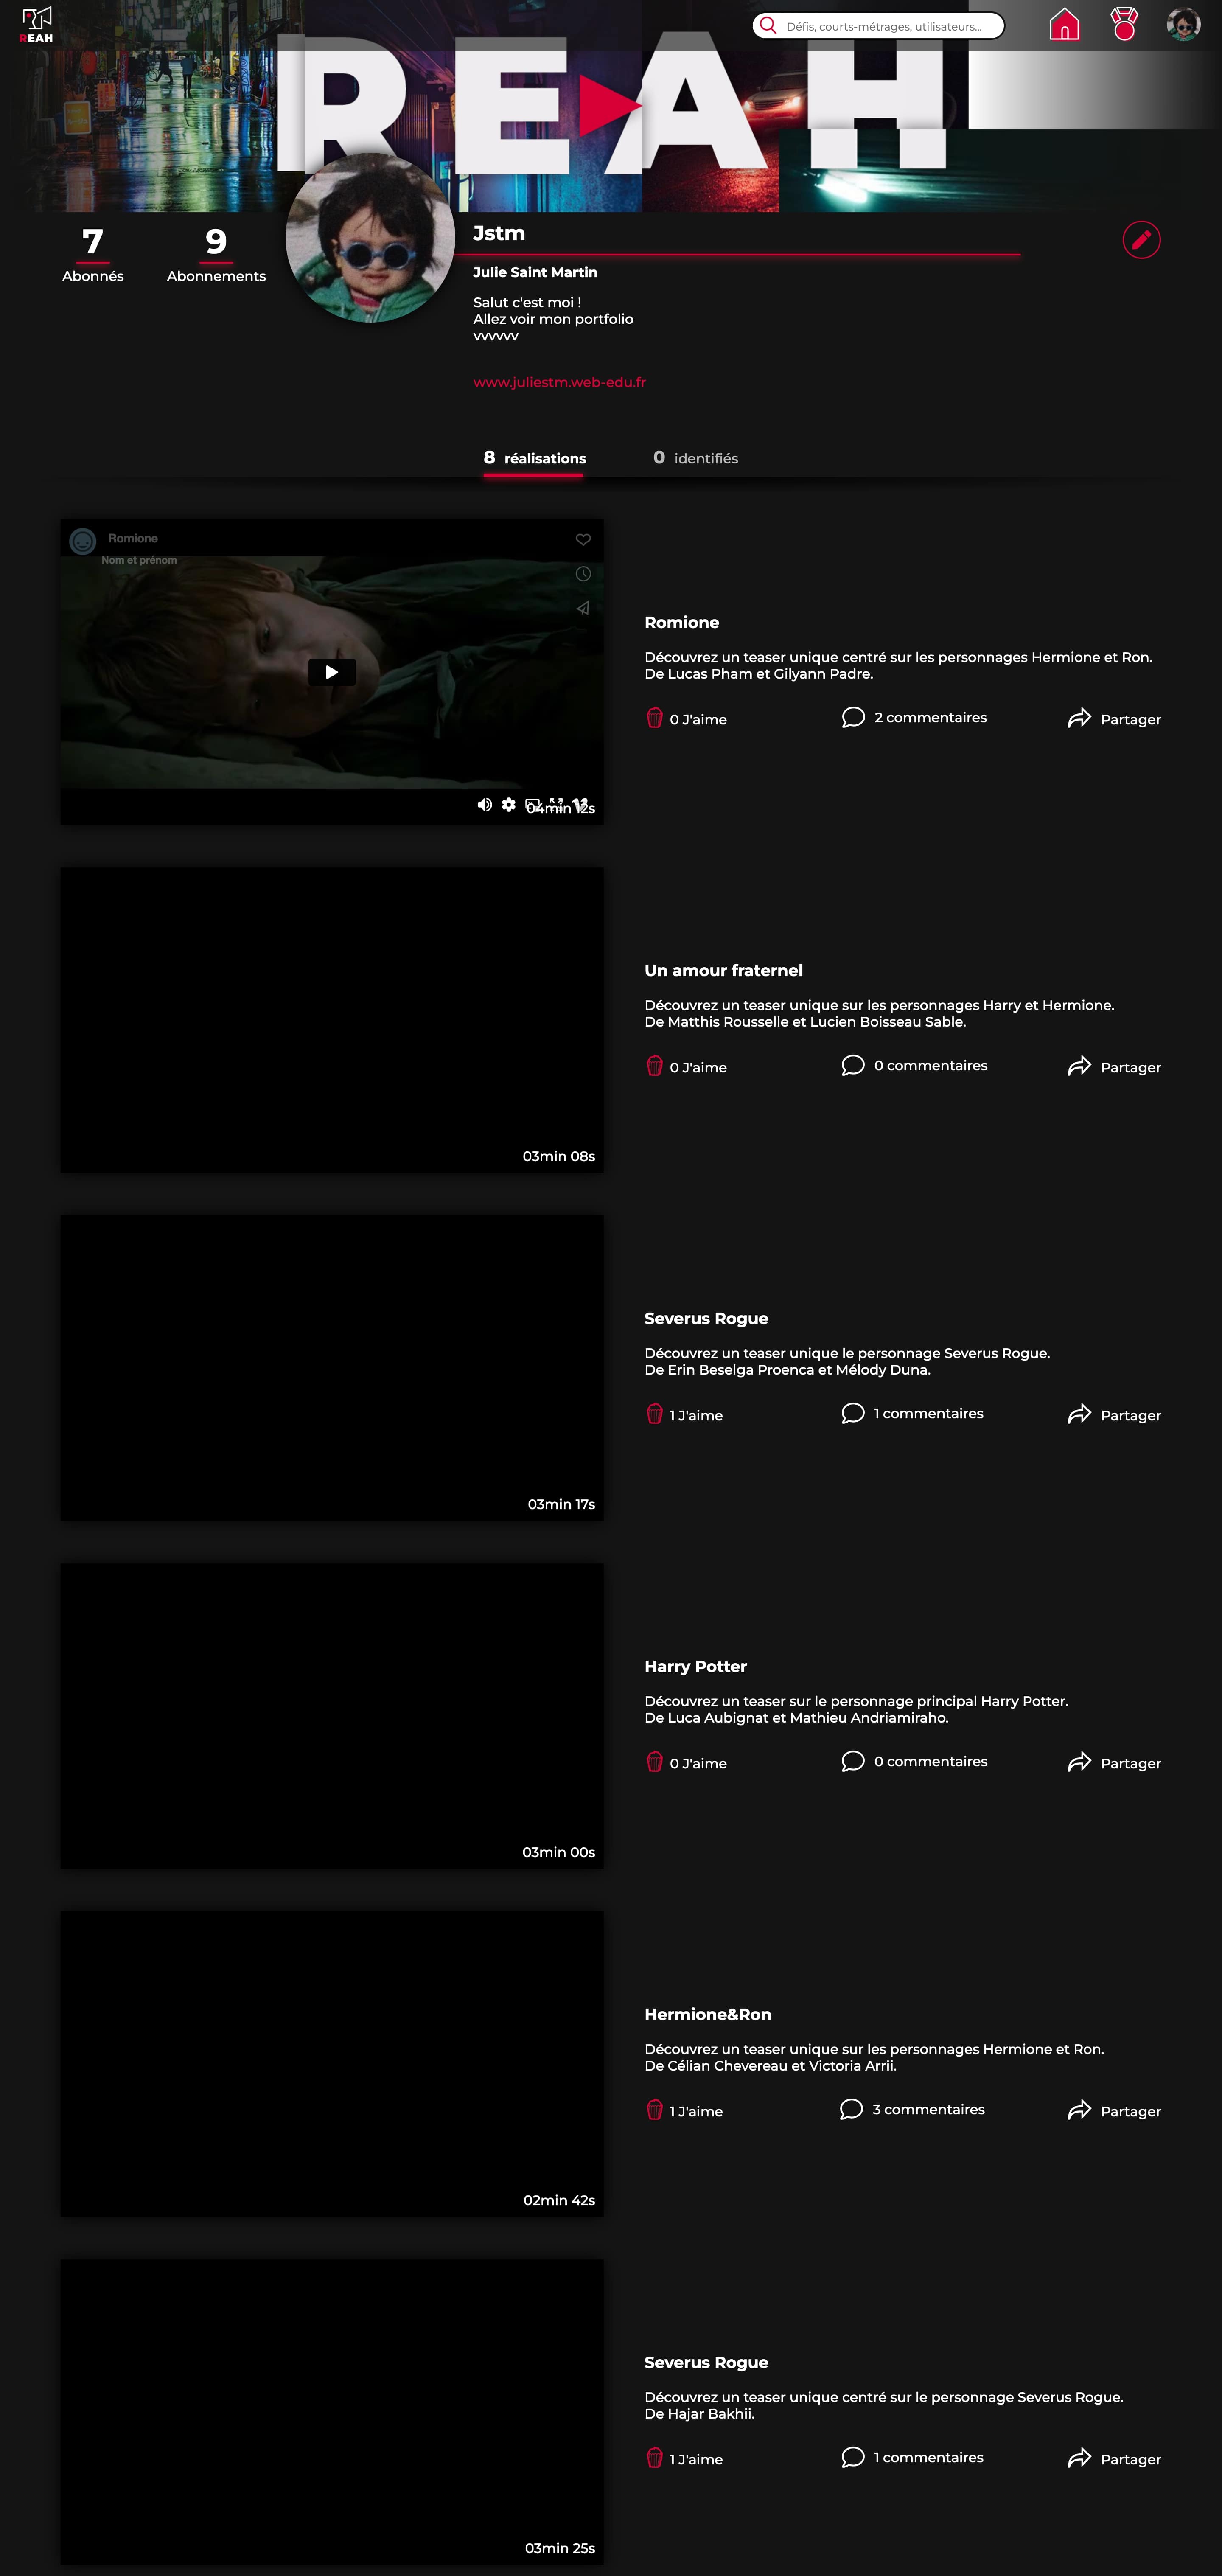 REAH
Défis, courts-métrages, utilisateurs...
REAH
7
Abonnés
9
Abonnements
Jstm
Julie Saint Martin
Salut c'est moi !
Allez voir mon portfolio
vvvvvv
www.juliestm.web-edu.fr
8 réalisations
0 identifiés
Romione
Nom et prénom
04min 12s
Romione
Découvrez un teaser unique centré sur les personnages Hermione et Ron.
De Lucas Pham et Gilyann Padre.
0 J'aime
2 commentaires
Partager
03min 08s
Un amour fraternel
Découvrez un teaser unique sur les personnages Harry et Hermione.
De Matthis Rousselle et Lucien Boisseau Sable.
0 J'aime
0 commentaires
Partager
03min 17s
Severus Rogue
Découvrez un teaser unique le personnage Severus Rogue.
De Erin Beselga Proenca et Mélody Duna.
1 J'aime
1 commentaires
Partager
03min 00s
Harry Potter
Découvrez un teaser sur le personnage principal Harry Potter.
De Luca Aubignat et Mathieu Andriamiraho.
0 J'aime
0 commentaires
Partager
02min 42s
Hermione&Ron
Découvrez un teaser unique sur les personnages Hermione et Ron.
De Célian Chevereau et Victoria Arrii.
1 J'aime
3 commentaires
Partager
03min 25s
Severus Rogue
Découvrez un teaser unique centré sur le personnage Severus Rogue.
De Hajar Bakhii.
1 J'aime
1 commentaires
Partager